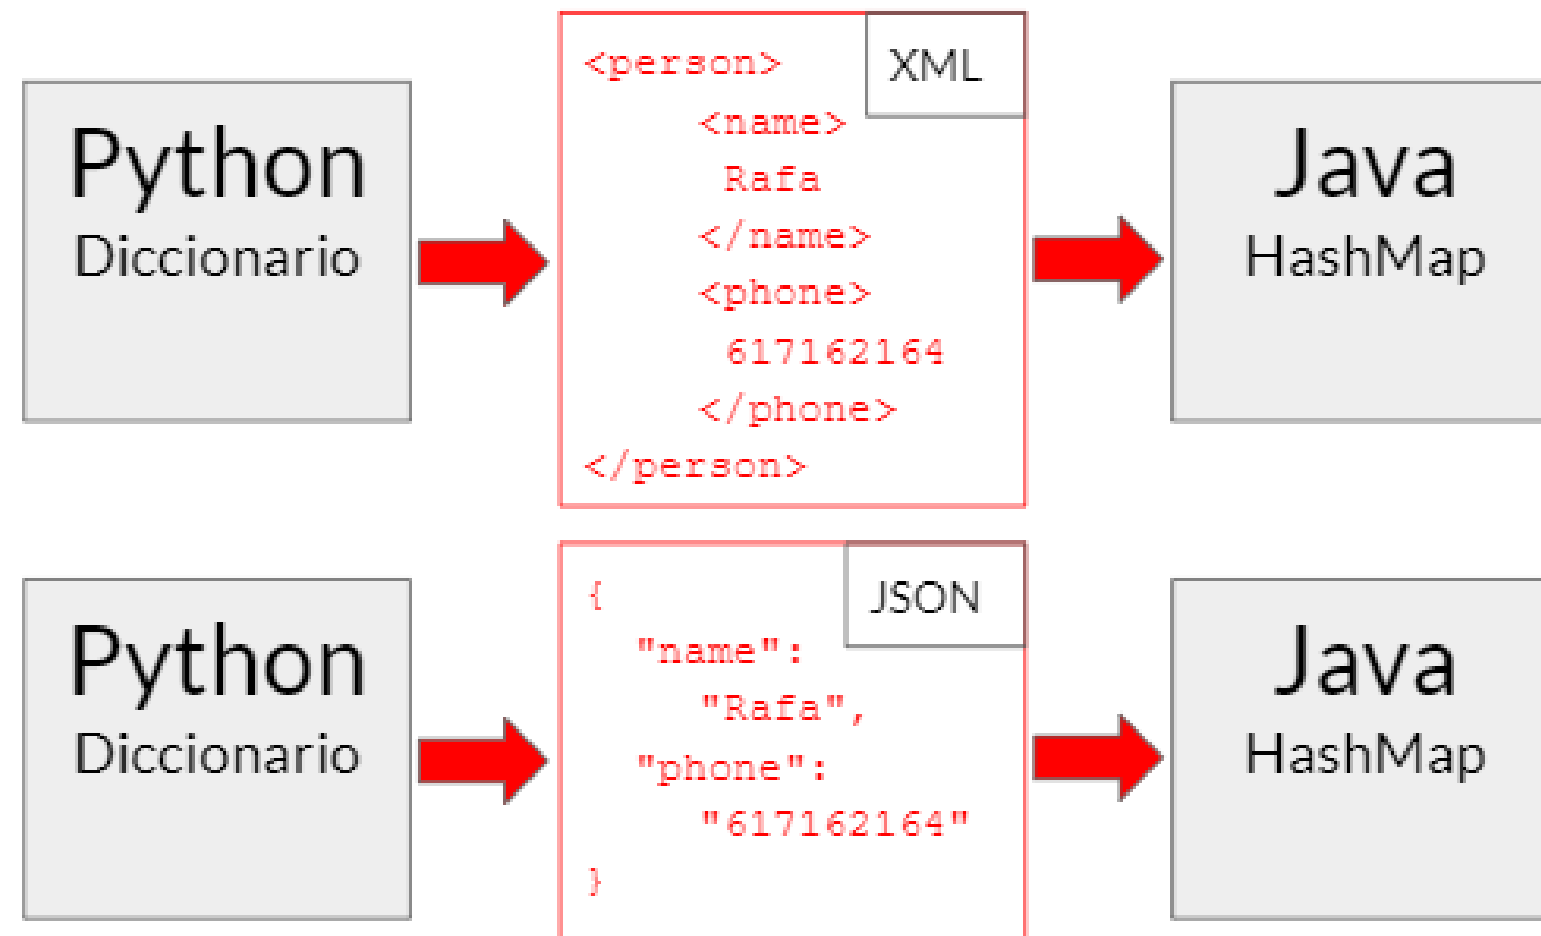 Python
Diccionario
XML
<person>
<name>
Rafa
</name>
<phone>
617162164
</phone>
</person>
Java
HashMap
Python
Diccionario
JSON
{
"name":
"Rafa",
"phone":
"617162164"
}
Java
HashMap